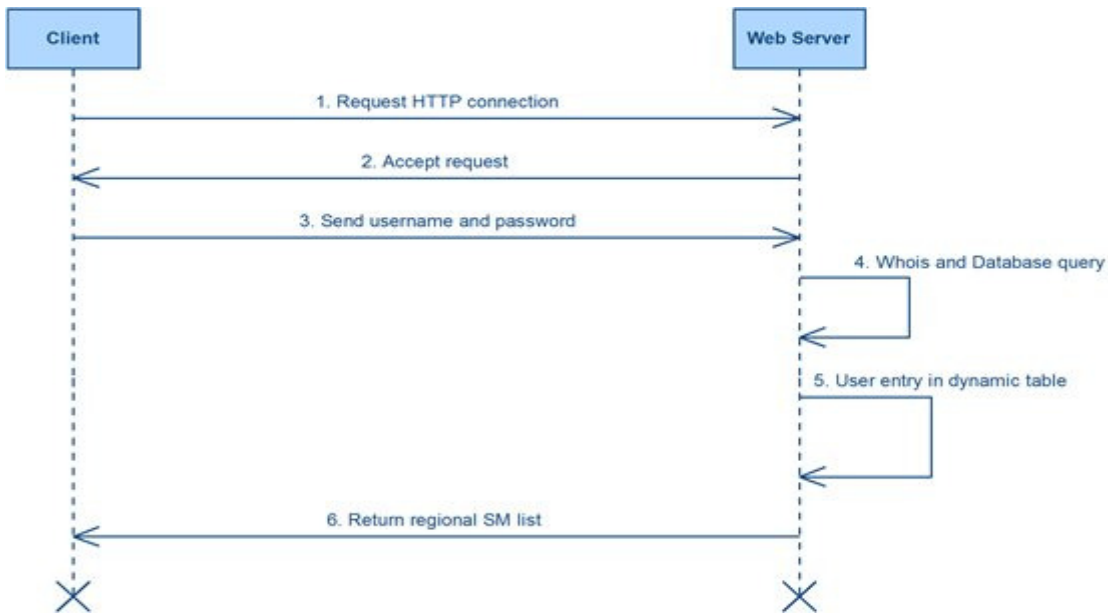 Client
Web Server
1. Request HTTP connection
2. Accept request
3. Send username and password
4. Whois and Database query
5. User entry in dynamic table
6. Return regional SM list